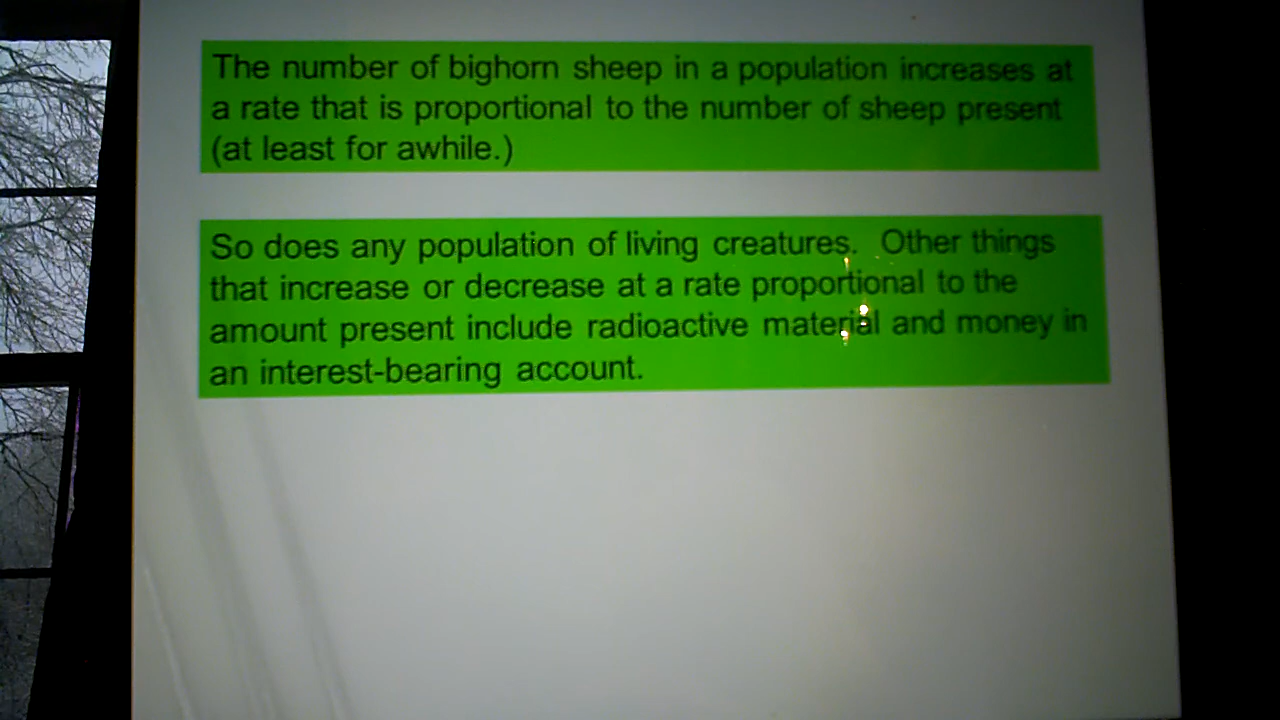 The number of bighorn sheep in a population increases at
a rate that is proportional to the number of sheep present
(at least for awhile.)
So does any population of living creatures. Other things
that increase or decrease at a rate proportional to the
amount present include radioactive material and money in
an interest-bearing account.